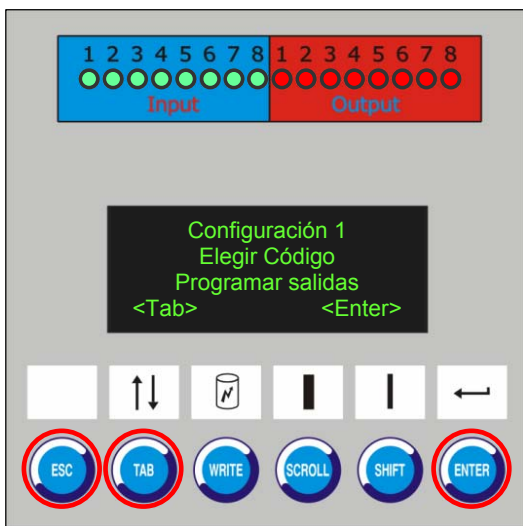 1 2 3 4 5 6 7 8 1 2 3 4 5 6 7 8
Input Output
Configuración 1
Elegir Código
Programar salidas
<Tab> <Enter>
ESC TAB WRITE SCROLL SHIFT ENTER